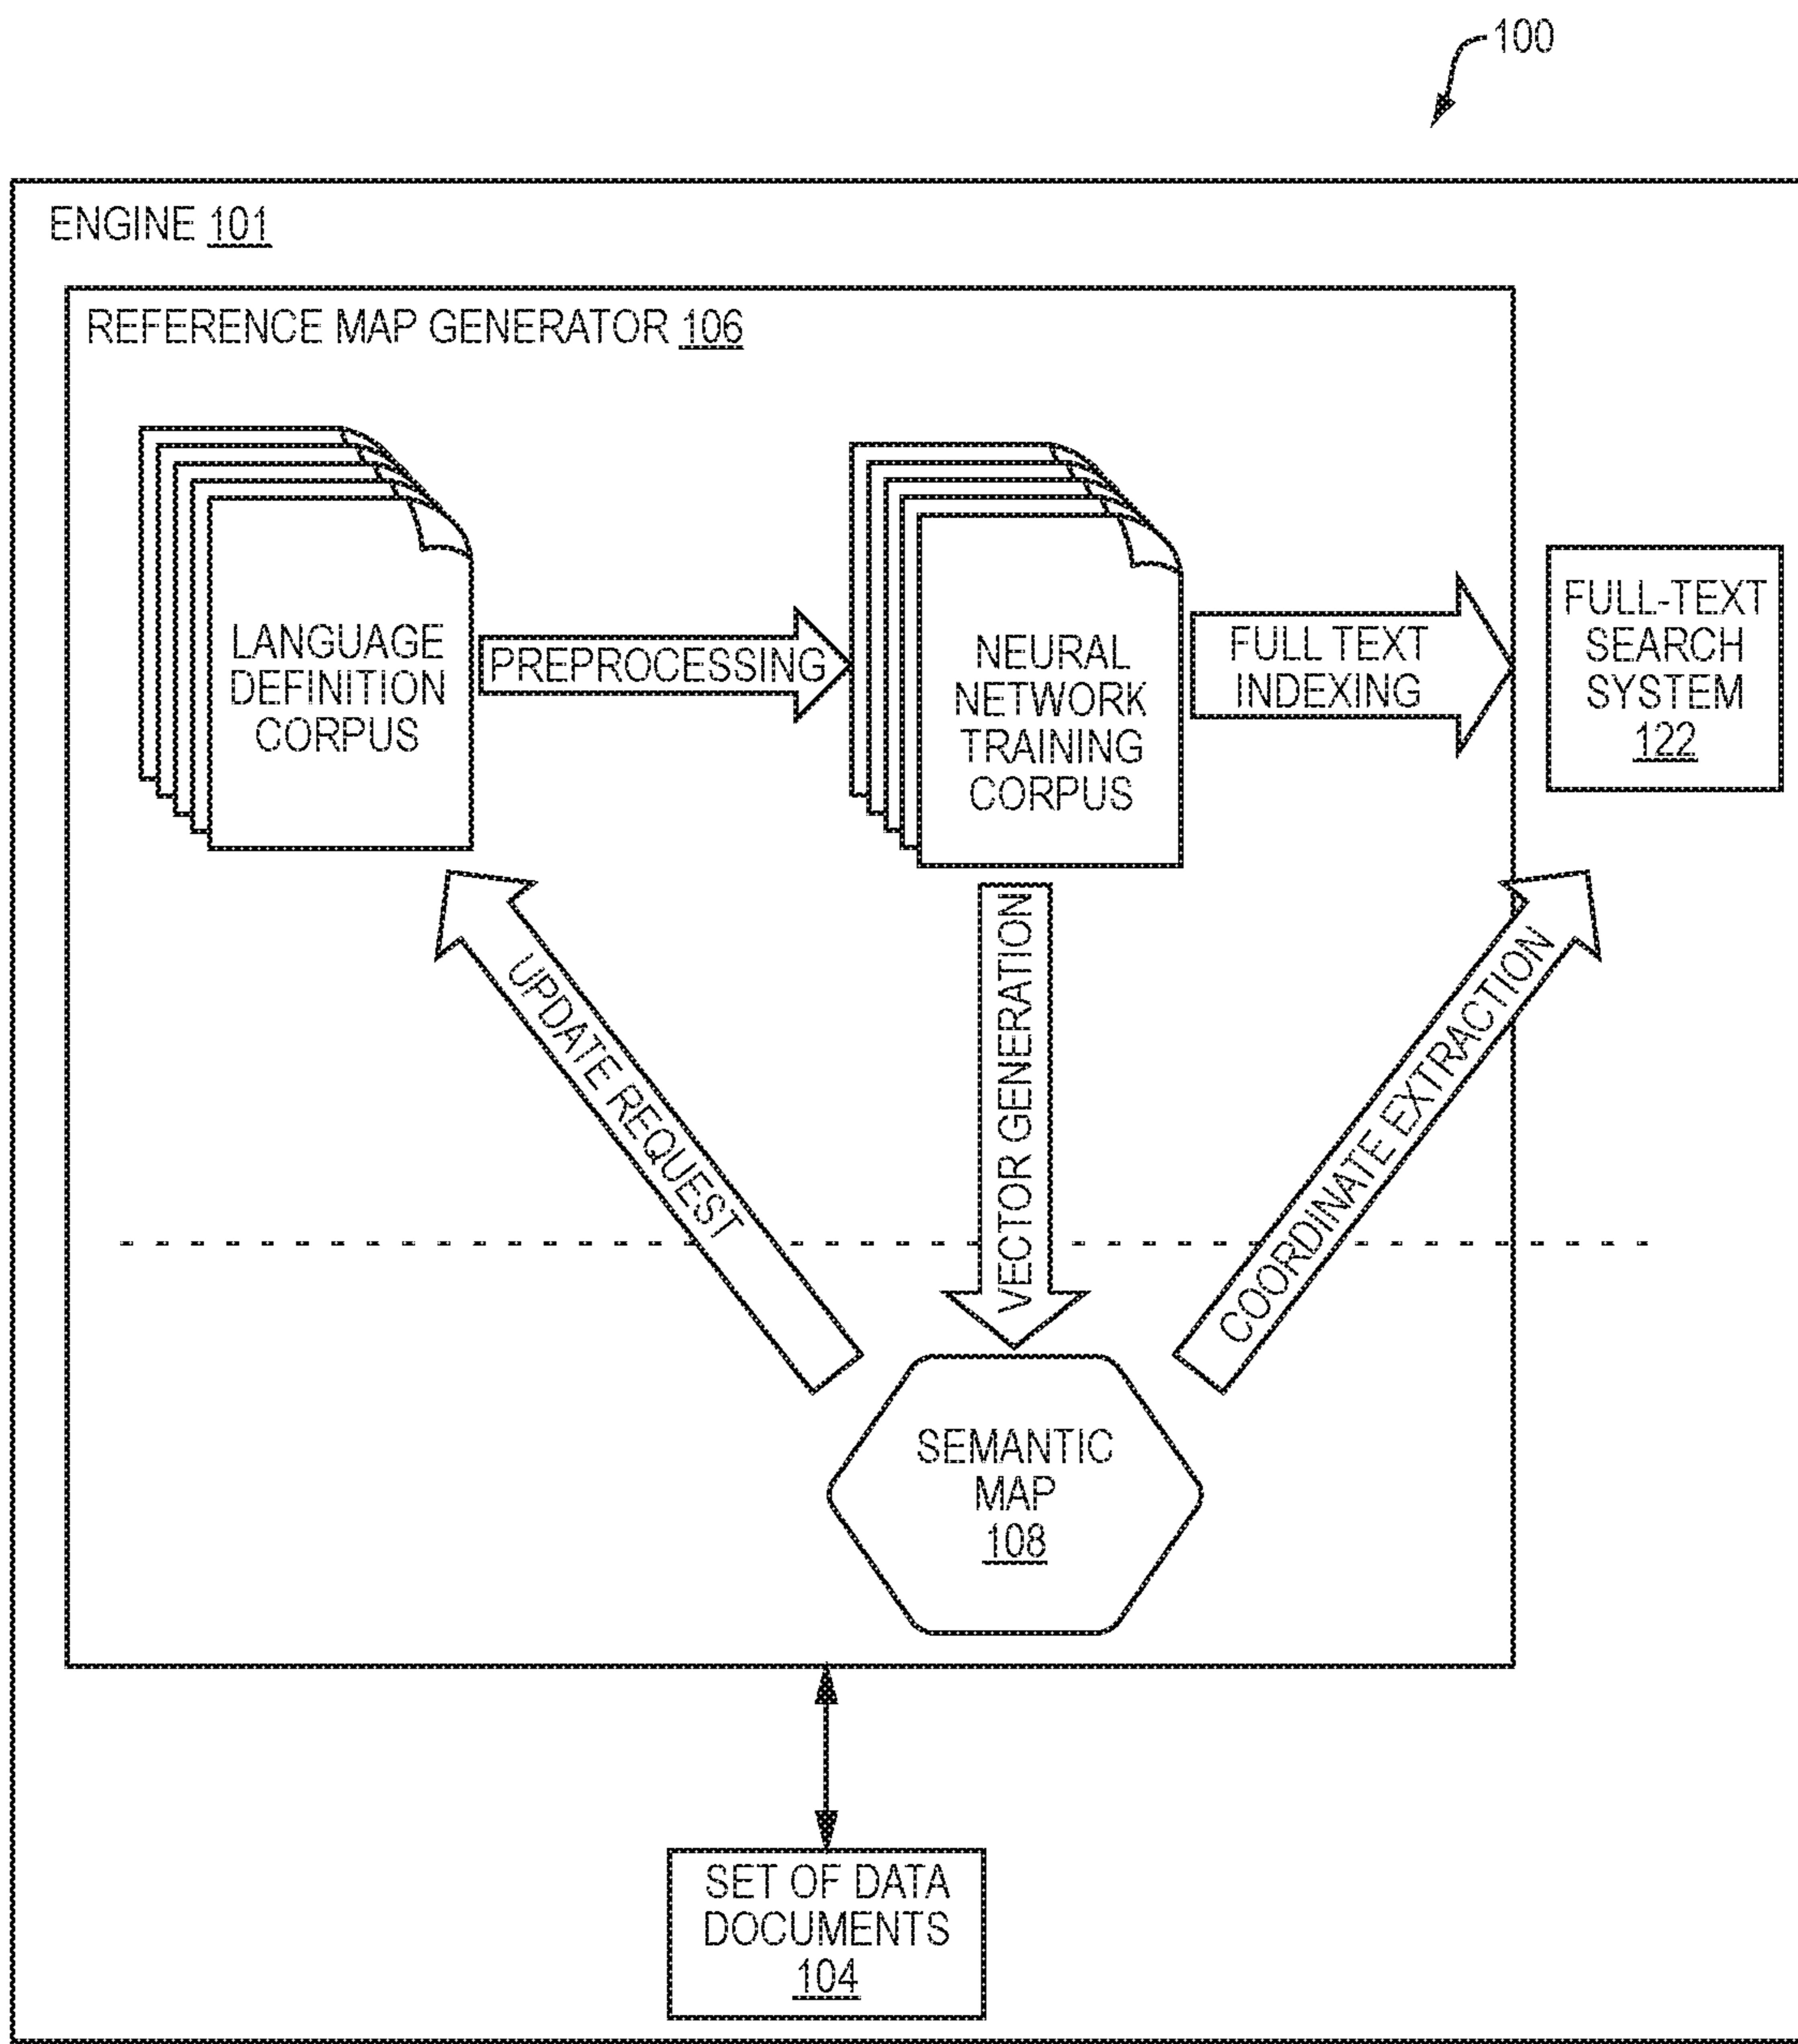 100
ENGINE 101
REFERENCE MAP GENERATOR 106
LANGUAGE
DEFINITION
CORPUS
PREPROCESSING
NEURAL
NETWORK
TRAINING
CORPUS
FULL TEXT
INDEXING
FULL-TEXT
SEARCH
SYSTEM
122
UPDATE REQUEST
VECTOR GENERATION
COORDINATE EXTRACTION
SEMANTIC
MAP
108
SET OF DATA
DOCUMENTS
104